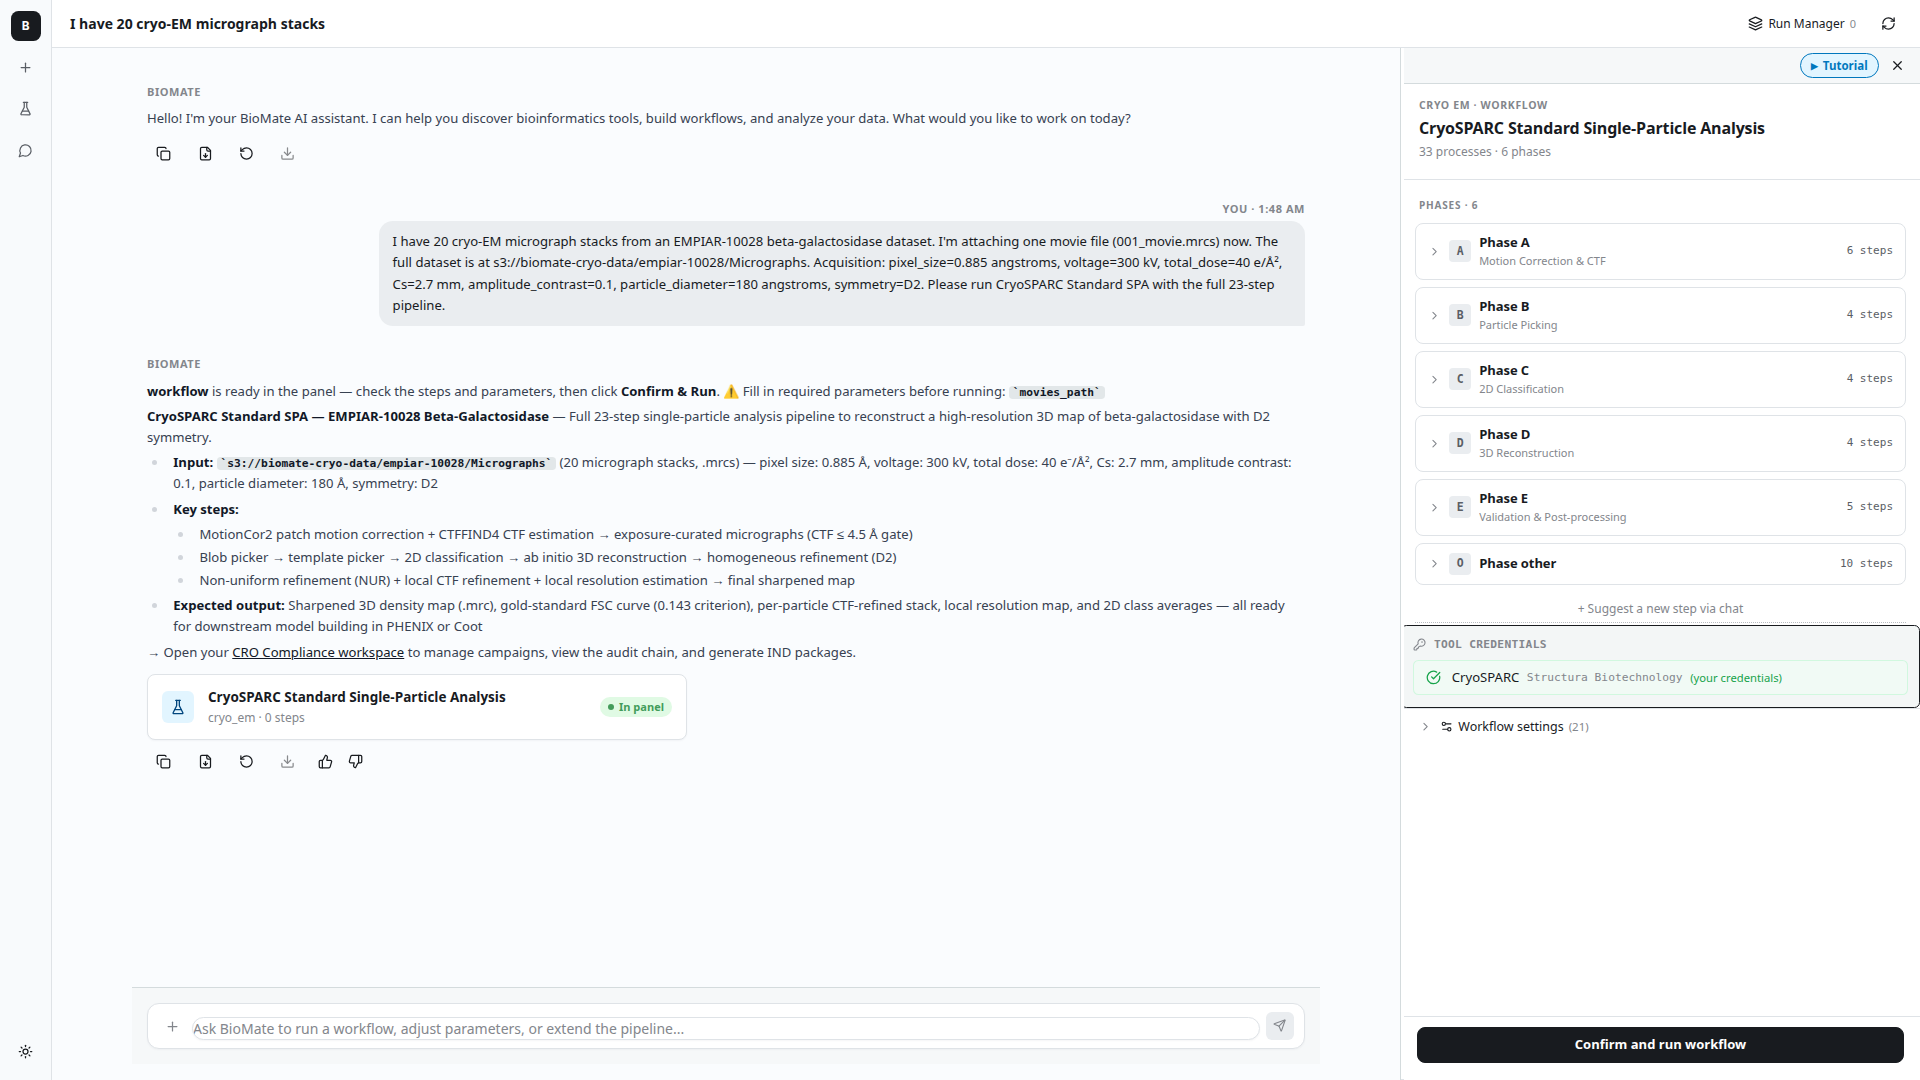 B
I have 20 cryo-EM micrograph stacks
Run Manager 0
BIOMATE
Hello! I'm your BioMate AI assistant. I can help you discover bioinformatics tools, build workflows, and analyze your data. What would you like to work on today?
YOU · 1:48 AM
I have 20 cryo-EM micrograph stacks from an EMPIAR-10028 beta-galactosidase dataset. I'm attaching one movie file (001_movie.mrcs) now. The
full dataset is at s3://biomate-cryo-data/empiar-10028/Micrographs. Acquisition: pixel_size=0.885 angstroms, voltage=300 kV, total_dose=40 e/Å²,
Cs=2.7 mm, amplitude_contrast=0.1, particle_diameter=180 angstroms, symmetry=D2. Please run CryoSPARC Standard SPA with the full 23-step
pipeline.
BIOMATE
workflow is ready in the panel — check the steps and parameters, then click Confirm & Run. ⚠️ Fill in required parameters before running: `movies_path`
CryoSPARC Standard SPA — EMPIAR-10028 Beta-Galactosidase — Full 23-step single-particle analysis pipeline to reconstruct a high-resolution 3D map of beta-galactosidase with D2
symmetry.
Input: `s3://biomate-cryo-data/empiar-10028/Micrographs` (20 micrograph stacks, .mrcs) — pixel size: 0.885 Å, voltage: 300 kV, total dose: 40 e⁻/Å², Cs: 2.7 mm, amplitude contrast:
0.1, particle diameter: 180 Å, symmetry: D2
Key steps:
MotionCor2 patch motion correction + CTFFIND4 CTF estimation → exposure-curated micrographs (CTF ≤ 4.5 Å gate)
Blob picker → template picker → 2D classification → ab initio 3D reconstruction → homogeneous refinement (D2)
Non-uniform refinement (NUR) + local CTF refinement + local resolution estimation → final sharpened map
Expected output: Sharpened 3D density map (.mrc), gold-standard FSC curve (0.143 criterion), per-particle CTF-refined stack, local resolution map, and 2D class averages — all ready
for downstream model building in PHENIX or Coot
→ Open your CRO Compliance workspace to manage campaigns, view the audit chain, and generate IND packages.
CryoSPARC Standard Single-Particle Analysis
cryo_em · 0 steps
In panel
Ask BioMate to run a workflow, adjust parameters, or extend the pipeline...
▶ Tutorial
CRYO EM · WORKFLOW
CryoSPARC Standard Single-Particle Analysis
33 processes · 6 phases
PHASES · 6
A Phase A 6 steps
Motion Correction & CTF
B Phase B 4 steps
Particle Picking
C Phase C 4 steps
2D Classification
D Phase D 4 steps
3D Reconstruction
E Phase E 5 steps
Validation & Post-processing
O Phase other 10 steps
+ Suggest a new step via chat
TOOL CREDENTIALS
CryoSPARC Structura Biotechnology (your credentials)
Workflow settings (21)
Confirm and run workflow